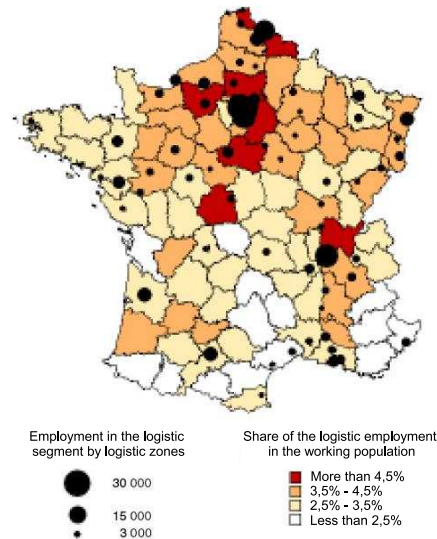 Employment in the logistic
segment by logistic zones
30 000
15 000
3 000
Share of the logistic employment
in the working population
More than 4,5%
3,5% - 4,5%
2,5% - 3,5%
Less than 2,5%